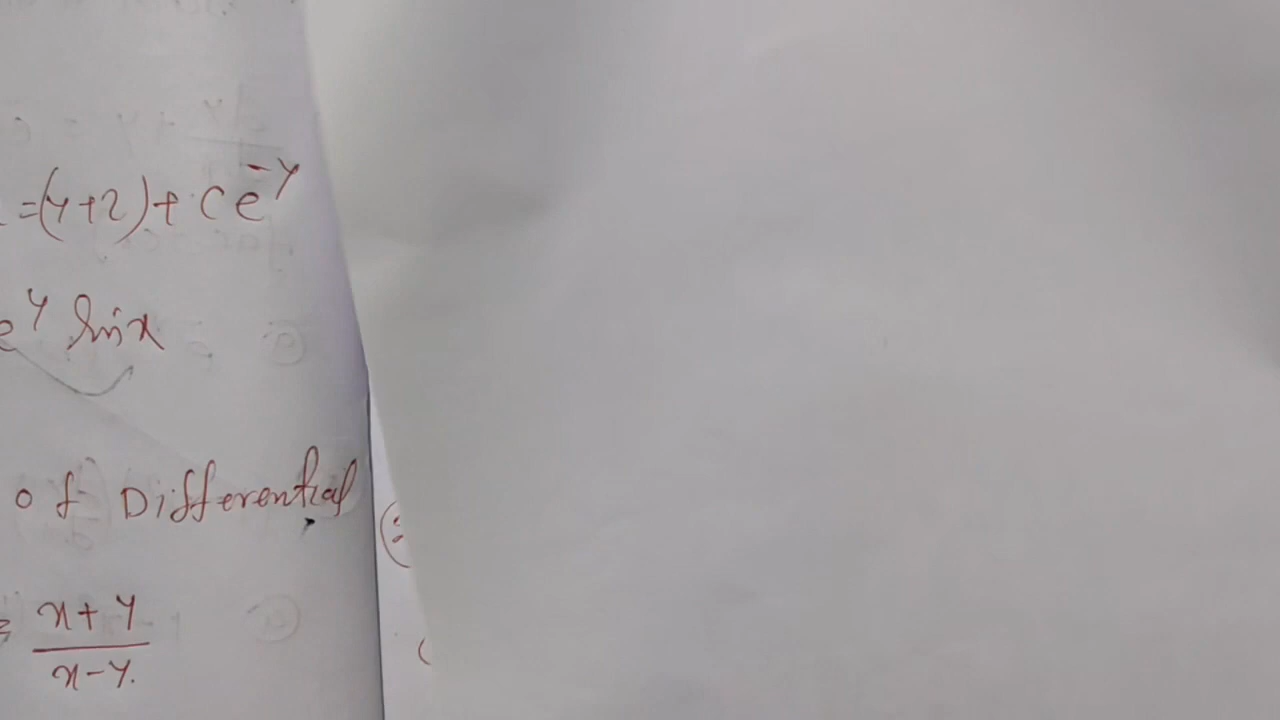 =(y+2)+ce^-y
e^y sin x
of Differential
= x+y / x-y.